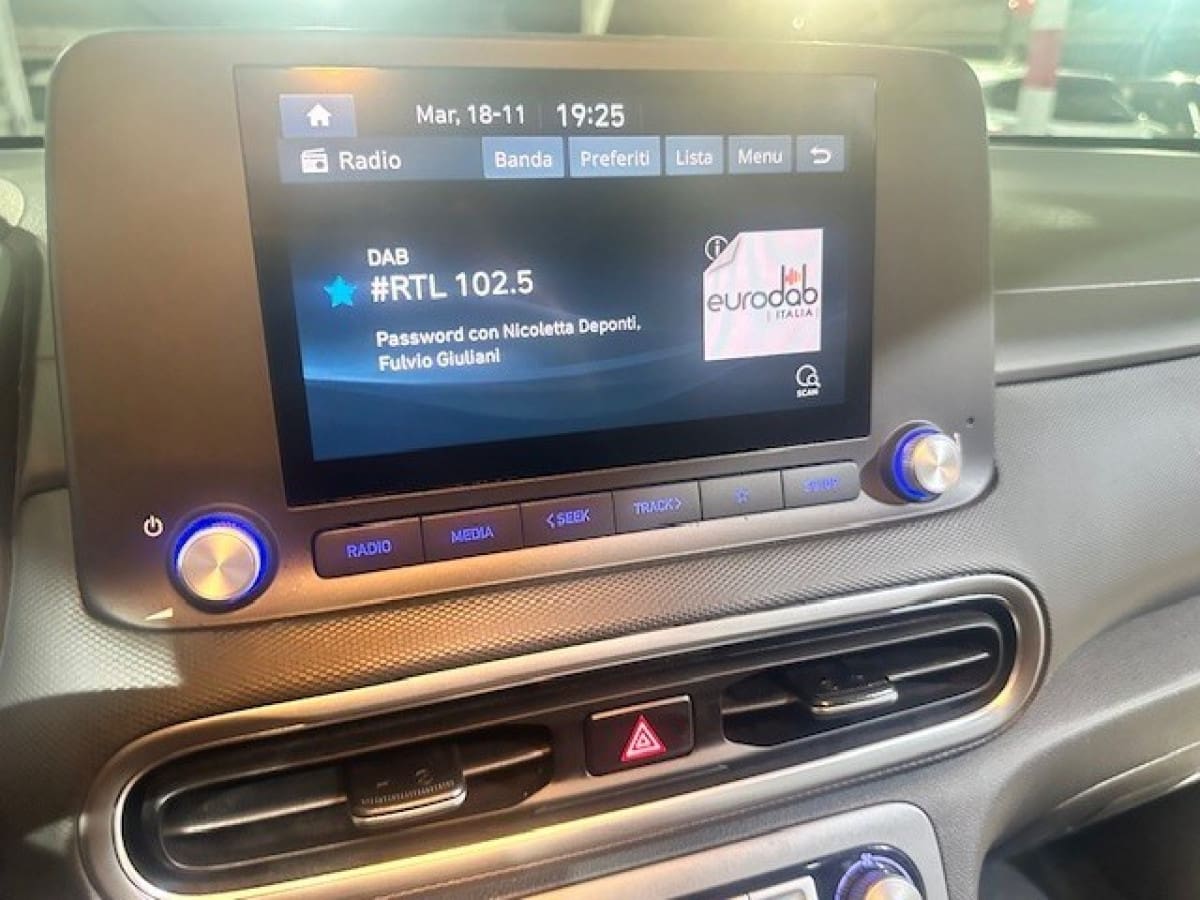 Mar, 18-11 19:25
Radio Banda Preferiti Lista Menu
DAB
#RTL 102.5
Password con Nicoletta Deponti,
Fulvio Giuliani
eurodab
| ITALIA |
SCAN
RADIO MEDIA <SEEK TRACK> SETUP